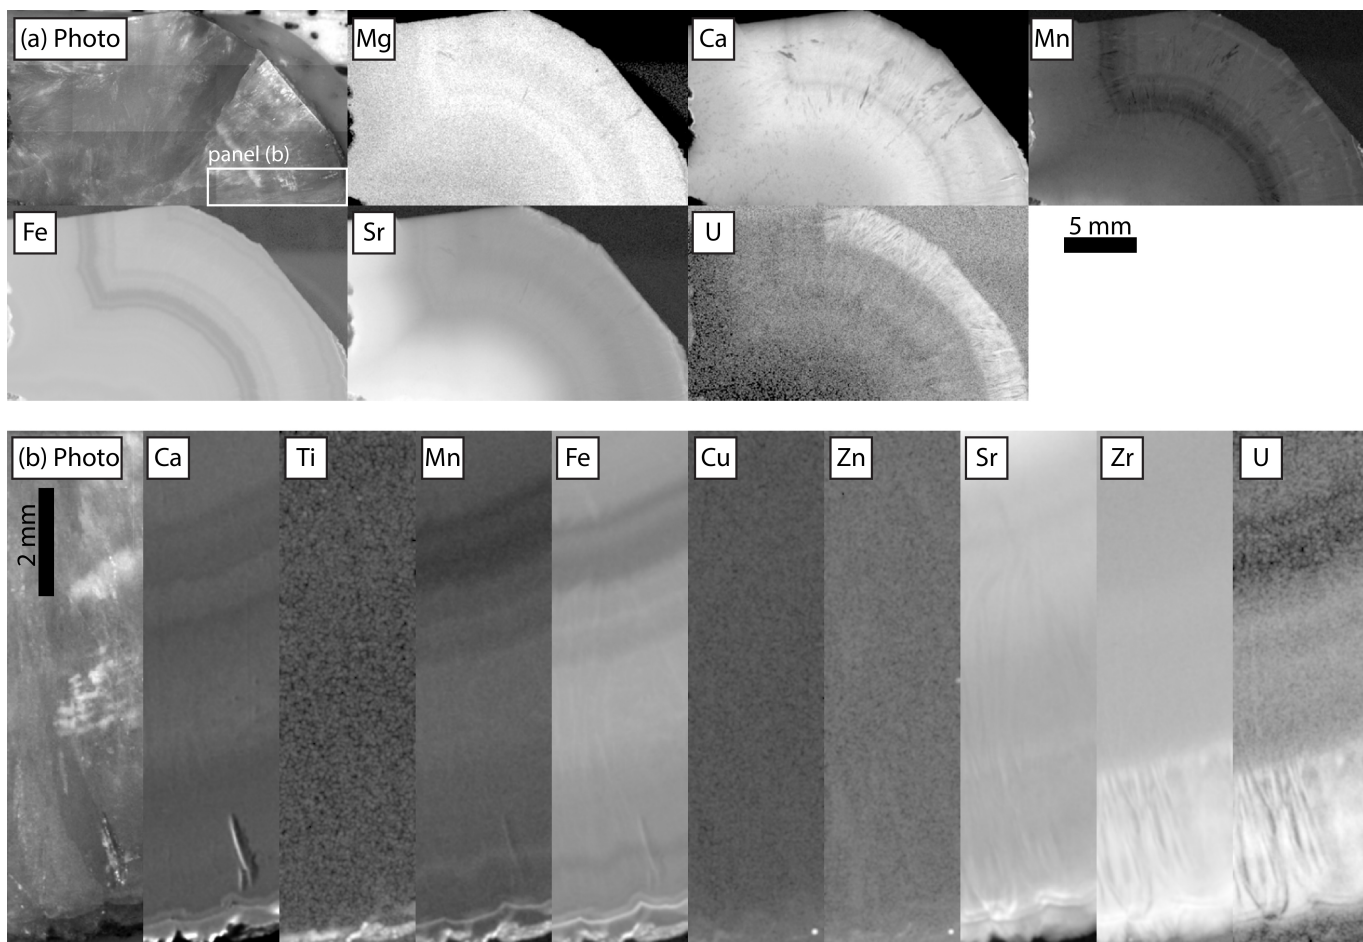 (a) Photo
Mg
Ca
Mn
panel (b)
Fe
Sr
U
5 mm
(b) Photo
Ca
Ti
Mn
Fe
Cu
Zn
Sr
Zr
U
2 mm